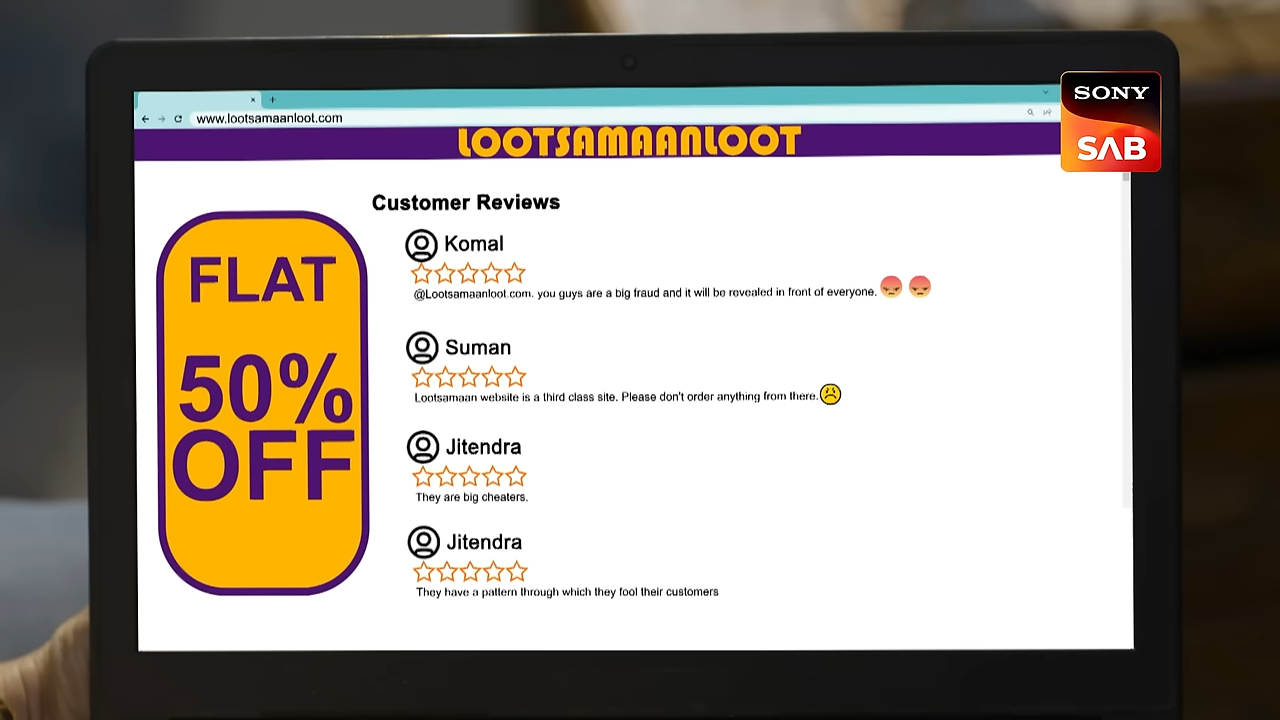 SONY
SAB
www.lootsamaanloot.com
LOOTSAMAANLOOT
FLAT
50%
OFF
Customer Reviews
Komal
@Lootsamaanloot.com. you guys are a big fraud and it will be revealed in front of everyone.
Suman
Lootsamaan website is a third class site. Please don't order anything from there.
Jitendra
They are big cheaters.
Jitendra
They have a pattern through which they fool their customers